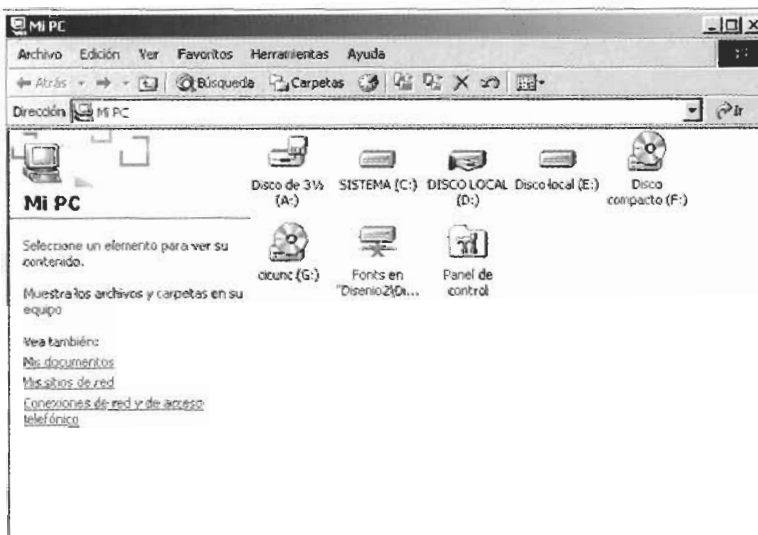 Mi PC
Archivo Edición Ver Favoritos Herramientas Ayuda
Atrás Búsqueda Carpetas
Dirección Mi PC Ir
Mi PC
Seleccione un elemento para ver su
contenido.
Muestra los archivos y carpetas en su
equipo
Vea también:
Mis documentos
Mis sitios de red
Conexiones de red y de acceso
telefónico
Disco de 3½
(A:)
SISTEMA (C:)
DISCO LOCAL
(D:)
Disco local (E:)
Disco
compacto (F:)
cicunc (G:)
Fonts en
"Disenio2\Di...
Panel de
control